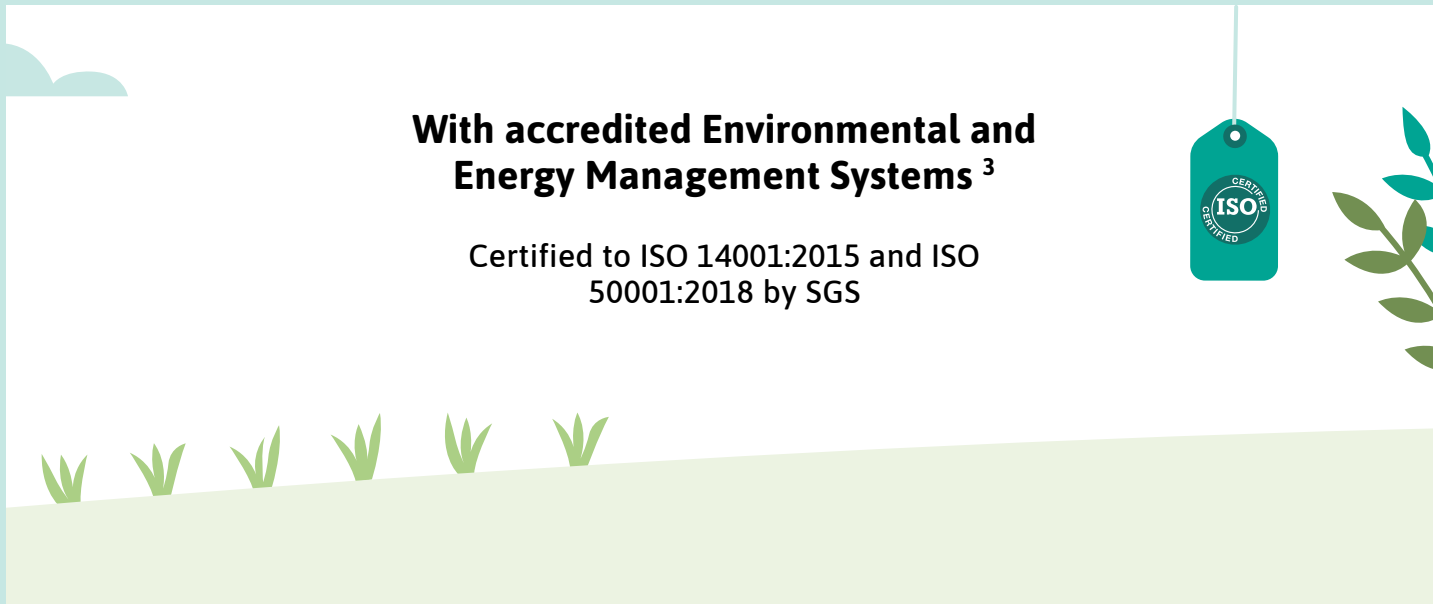 With accredited Environmental and
Energy Management Systems ³
Certified to ISO 14001:2015 and ISO
50001:2018 by SGS
CERTIFIED
ISO
CERTIFIED